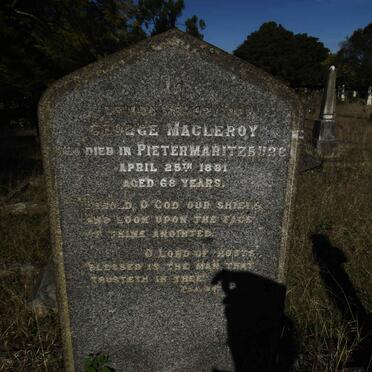 IN
GEORGE MACLEROY
WHO DIED IN PIETERMARITZBURG
APRIL 25TH 1881
AGED 68 YEARS.
BEHOLD, O GOD OUR SHIELD,
AND LOOK UPON THE FACE
OF THINE ANOINTED.
O LORD OF HOSTS,
BLESSED IS THE MAN THAT
TRUSTETH IN THEE.